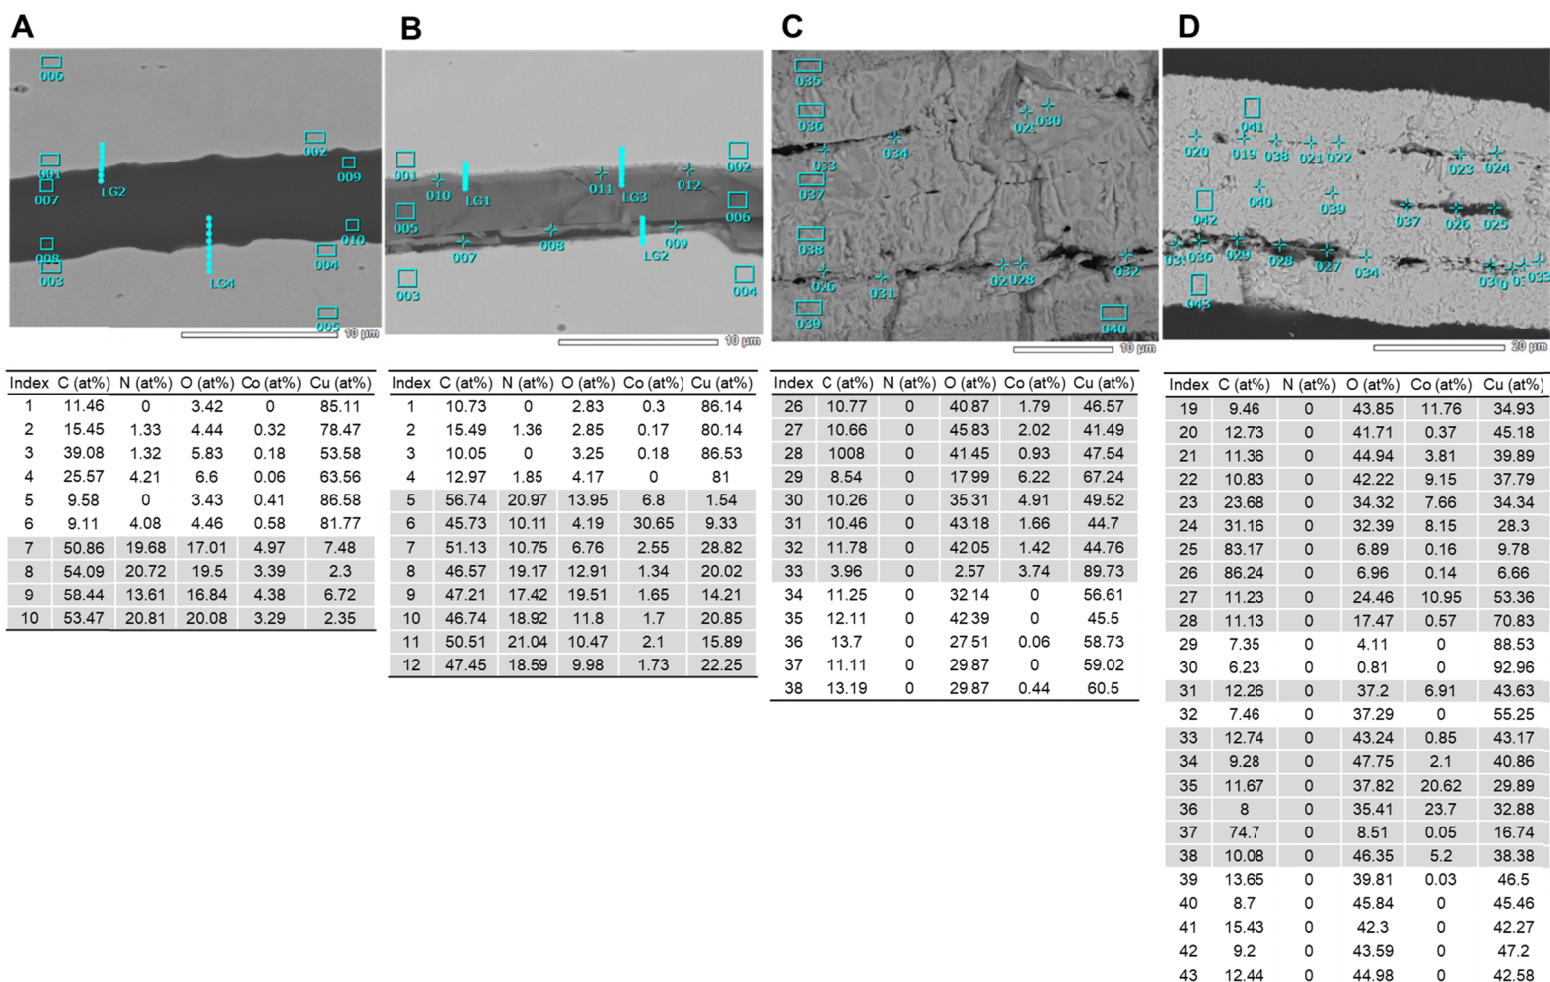 A B C D
006
002
001
009
007
LG2
010
008
004
003
LG4
005
10 μm
001
002
010
LG1
011
LG3
012
005
006
008
009
007
LG2
003
004
10 μm
035
036
030
033
034
037
038
026
031
028
032
039
040
10 μm
041
020
019
038
021
022
023
024
040
039
042
037
026
025
036
029
028
027
034
033
043
20 μm
Index C (at%) N (at%) O (at%) Co (at%) Cu (at%)
1 11.46 0 3.42 0 85.11
2 15.45 1.33 4.44 0.32 78.47
3 39.08 1.32 5.83 0.18 53.58
4 25.57 4.21 6.6 0.06 63.56
5 9.58 0 3.43 0.41 86.58
6 9.11 4.08 4.46 0.58 81.77
7 50.86 19.68 17.01 4.97 7.48
8 54.09 20.72 19.5 3.39 2.3
9 58.44 13.61 16.84 4.38 6.72
10 53.47 20.81 20.08 3.29 2.35
Index C (at%) N (at%) O (at%) Co (at%) Cu (at%)
1 10.73 0 2.83 0.3 86.14
2 15.49 1.36 2.85 0.17 80.14
3 10.05 0 3.25 0.18 86.53
4 12.97 1.85 4.17 0 81
5 56.74 20.97 13.95 6.8 1.54
6 45.73 10.11 4.19 30.65 9.33
7 51.13 10.75 6.76 2.55 28.82
8 46.57 19.17 12.91 1.34 20.02
9 47.21 17.42 19.51 1.65 14.21
10 46.74 18.92 11.8 1.7 20.85
11 50.51 21.04 10.47 2.1 15.89
12 47.45 18.59 9.98 1.73 22.25
Index C (at%) N (at%) O (at%) Co (at%) Cu (at%)
26 10.77 0 40.87 1.79 46.57
27 10.66 0 45.83 2.02 41.49
28 1008 0 41.45 0.93 47.54
29 8.54 0 17.99 6.22 67.24
30 10.26 0 35.31 4.91 49.52
31 10.46 0 43.18 1.66 44.7
32 11.78 0 42.05 1.42 44.76
33 3.96 0 2.57 3.74 89.73
34 11.25 0 32.14 0 56.61
35 12.11 0 42.39 0 45.5
36 13.7 0 27.51 0.06 58.73
37 11.11 0 29.87 0 59.02
38 13.19 0 29.87 0.44 60.5
Index C (at%) N (at%) O (at%) Co (at%) Cu (at%)
19 9.46 0 43.85 11.76 34.93
20 12.73 0 41.71 0.37 45.18
21 11.36 0 44.94 3.81 39.89
22 10.83 0 42.22 9.15 37.79
23 23.68 0 34.32 7.66 34.34
24 31.16 0 32.39 8.15 28.3
25 83.17 0 6.89 0.16 9.78
26 86.24 0 6.96 0.14 6.66
27 11.23 0 24.46 10.95 53.36
28 11.13 0 17.47 0.57 70.83
29 7.35 0 4.11 0 88.53
30 6.23 0 0.81 0 92.96
31 12.26 0 37.2 6.91 43.63
32 7.46 0 37.29 0 55.25
33 12.74 0 43.24 0.85 43.17
34 9.28 0 47.75 2.1 40.86
35 11.67 0 37.82 20.62 29.89
36 8 0 35.41 23.7 32.88
37 74.7 0 8.51 0.05 16.74
38 10.08 0 46.35 5.2 38.38
39 13.65 0 39.81 0.03 46.5
40 8.7 0 45.84 0 45.46
41 15.43 0 42.3 0 42.27
42 9.2 0 43.59 0 47.2
43 12.44 0 44.98 0 42.58